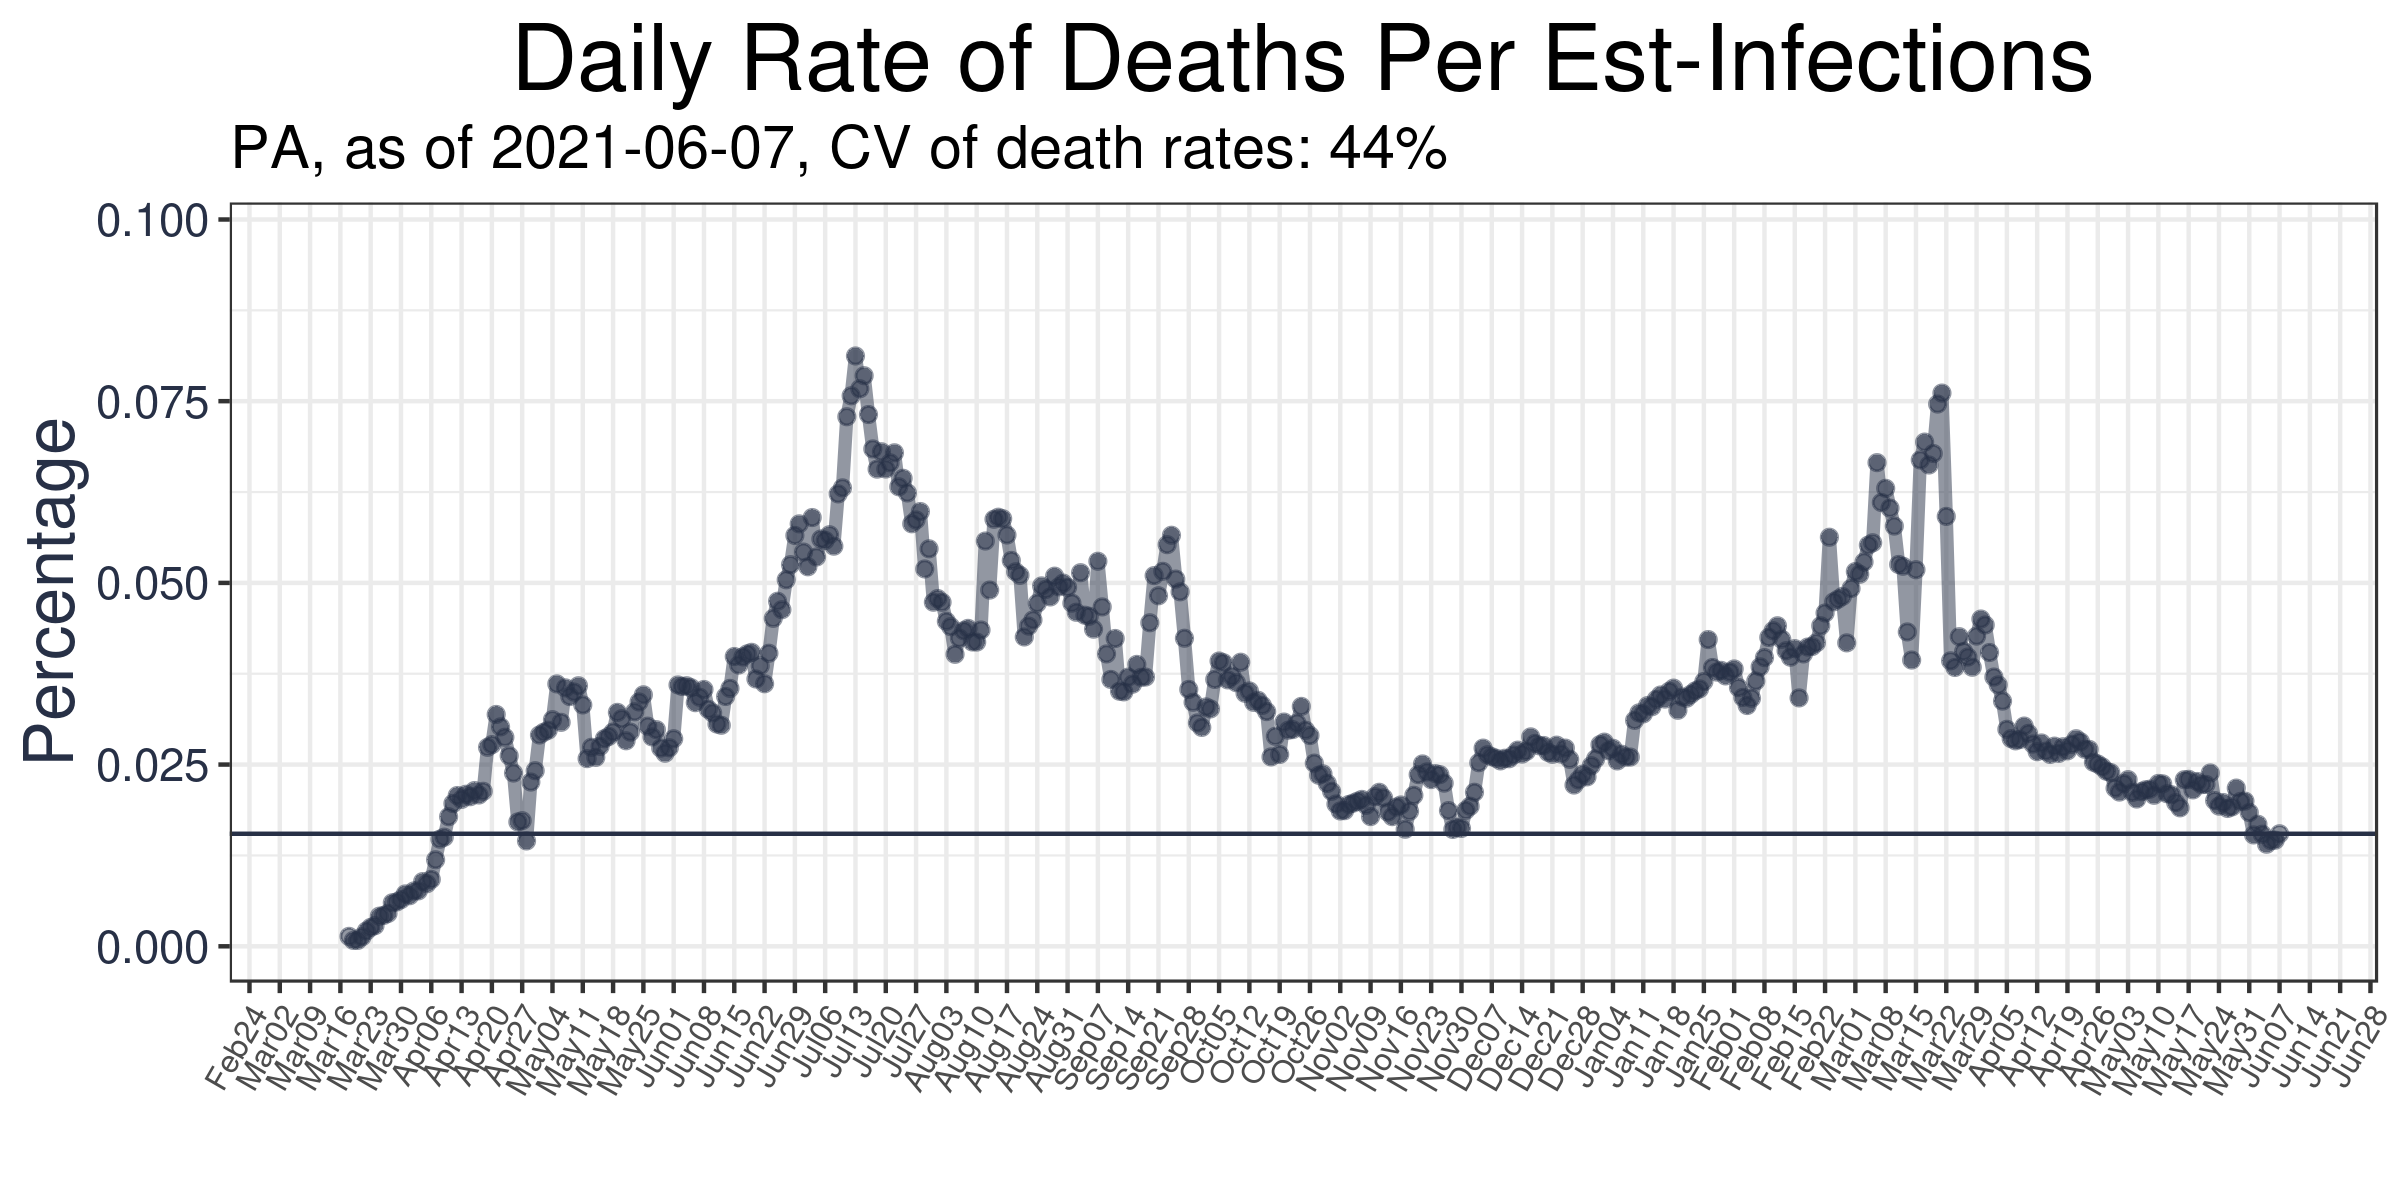 Daily Rate of Deaths Per Est-Infections
PA, as of 2021-06-07, CV of death rates: 44%
Percentage
0.100
0.075
0.050
0.025
0.000
Feb24
Mar02
Mar09
Mar16
Mar23
Mar30
Apr06
Apr13
Apr20
Apr27
May04
May11
May18
May25
Jun01
Jun08
Jun15
Jun22
Jun29
Jul06
Jul13
Jul20
Jul27
Aug03
Aug10
Aug17
Aug24
Aug31
Sep07
Sep14
Sep21
Sep28
Oct05
Oct12
Oct19
Oct26
Nov02
Nov09
Nov16
Nov23
Nov30
Dec07
Dec14
Dec21
Dec28
Jan04
Jan11
Jan18
Jan25
Feb01
Feb08
Feb15
Feb22
Mar01
Mar08
Mar15
Mar22
Mar29
Apr05
Apr12
Apr19
Apr26
May03
May10
May17
May24
May31
Jun07
Jun14
Jun21
Jun28